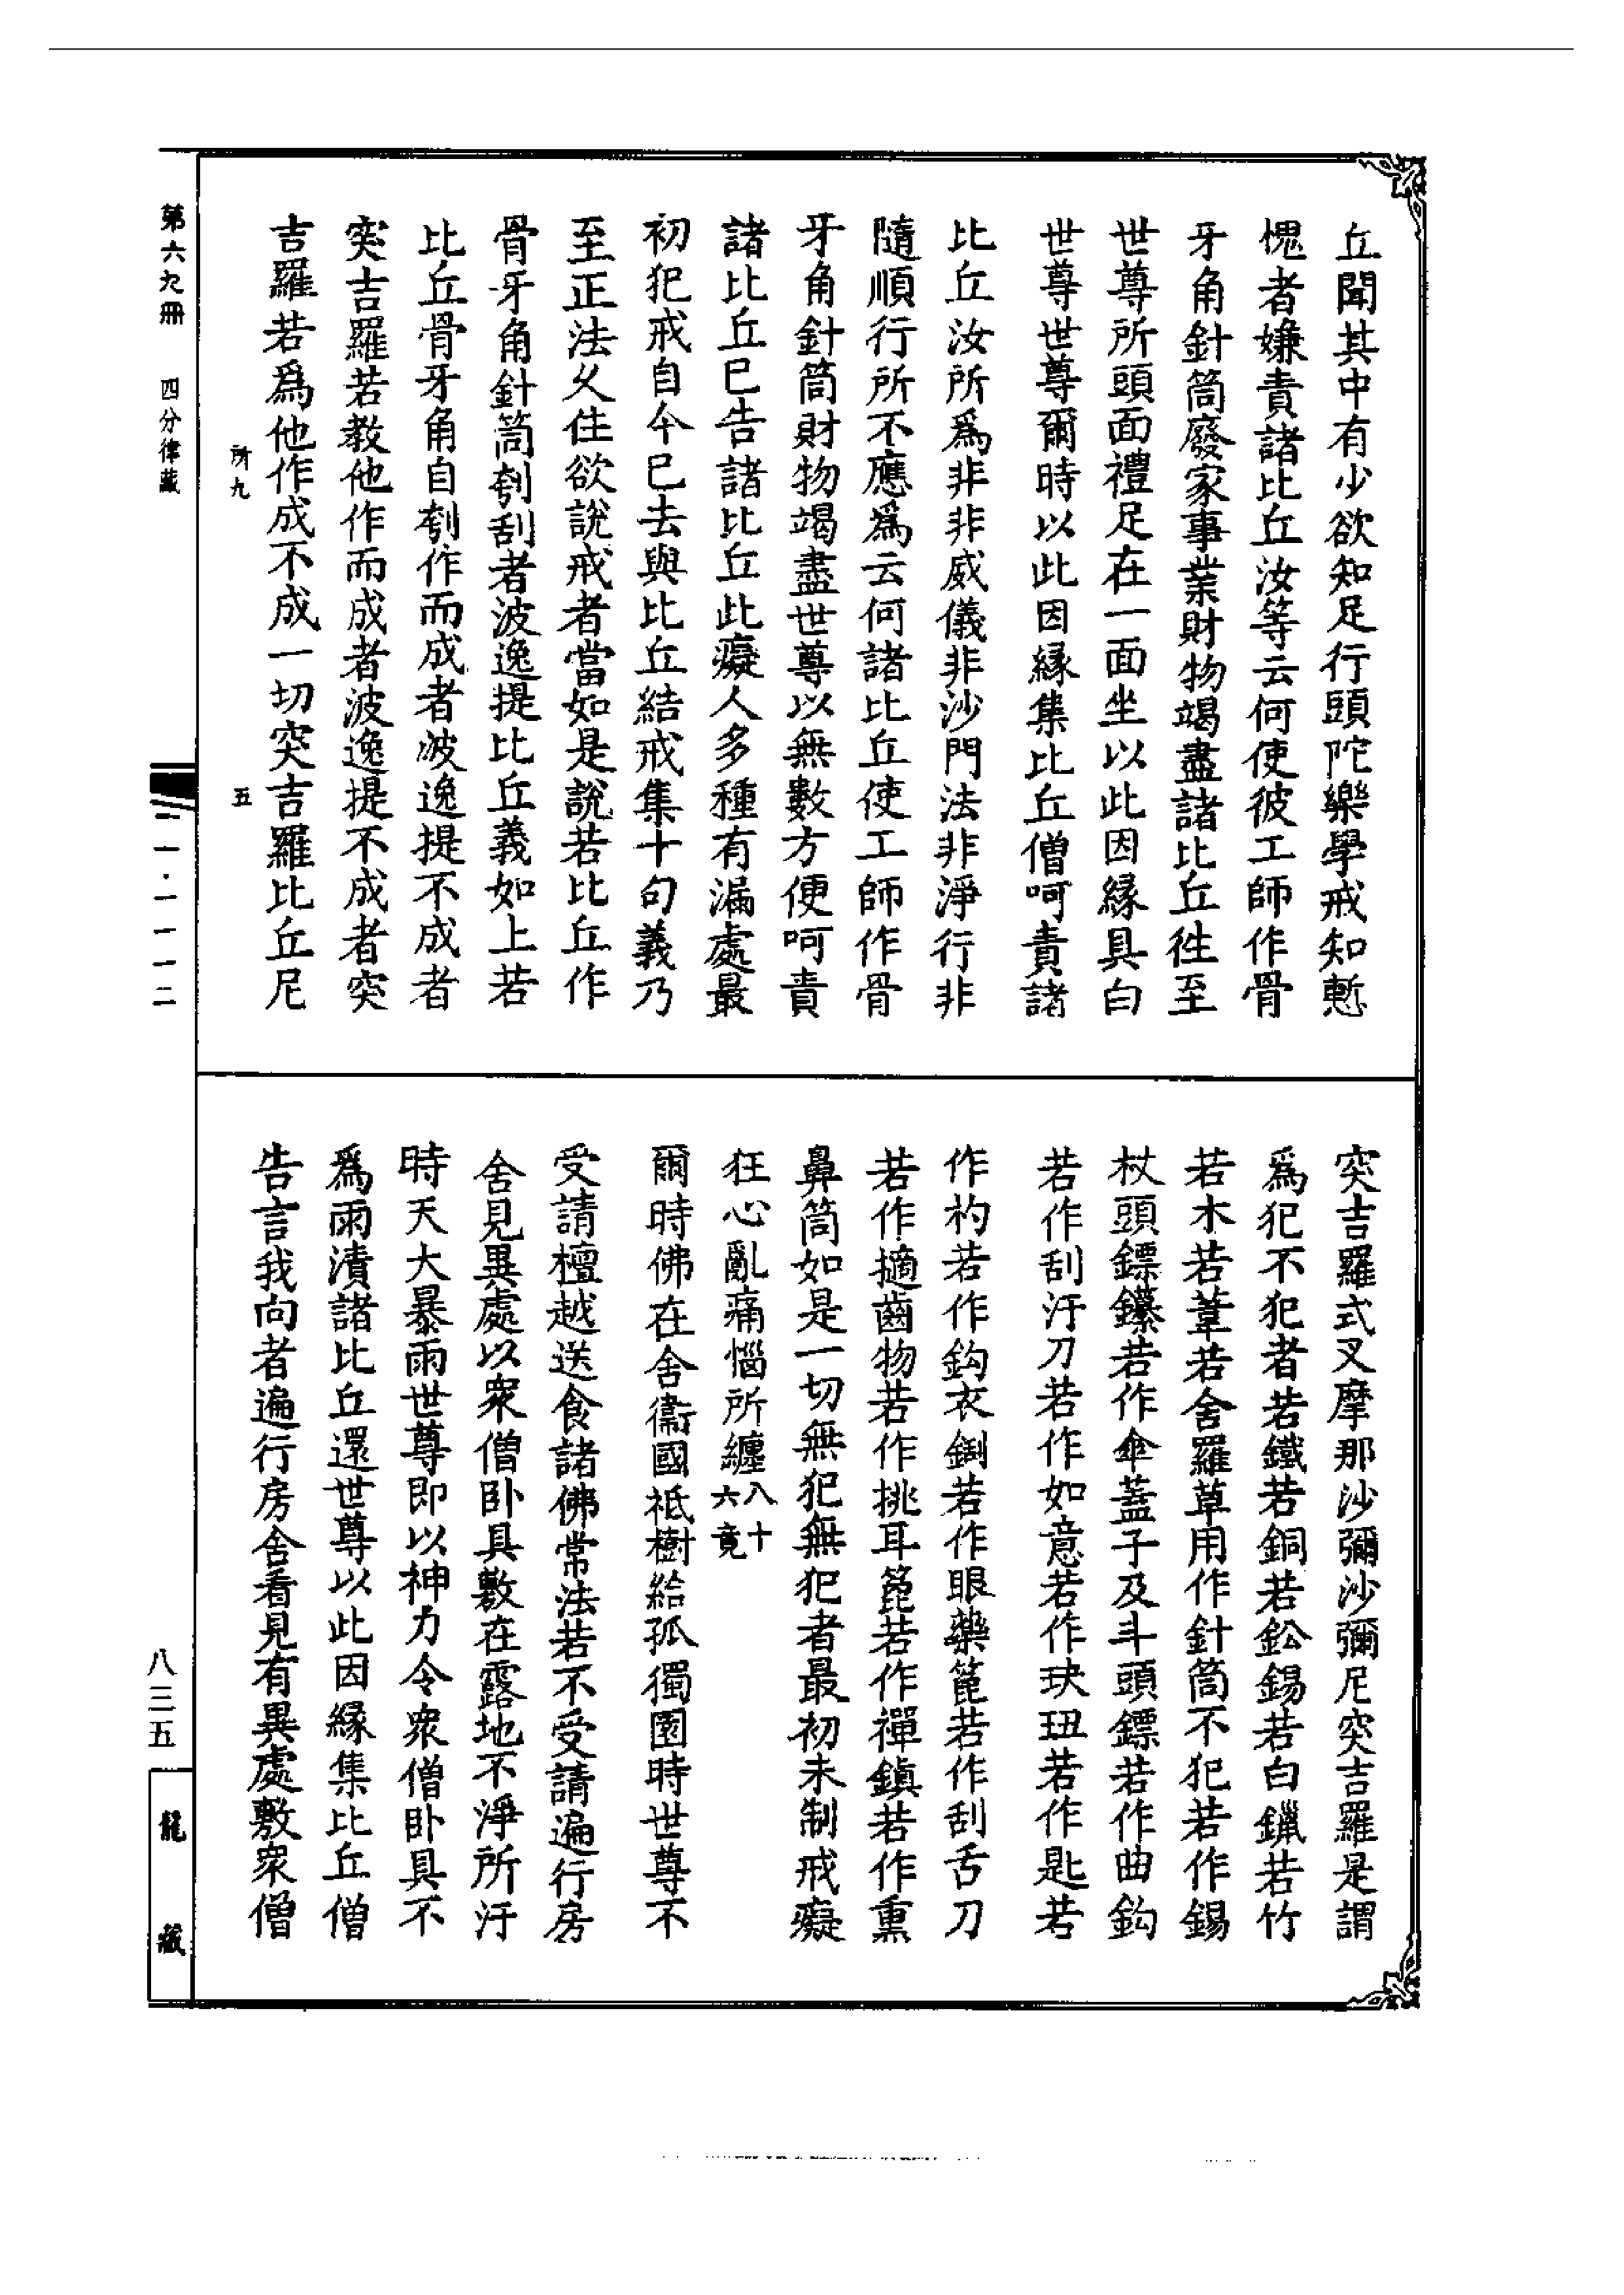 丘聞其中有少欲知足行頭陀樂學戒知慙
愧者嫌責諸比丘汝等云何使彼工師作骨
牙角針筒廢家事業財物竭盡諸比丘徃至
世尊所頭面禮足在一面坐以此因緣具白
世尊世尊爾時以此因緣集比丘僧呵責諸
比丘汝所爲非非威儀非沙門法非淨行非
隨順行所不應爲云何諸比丘使工師作骨
牙角針筒財物竭盡世尊以無數方便呵責
諸比丘巳告諸比丘此癡人多種有漏處最
初犯戒自今巳去與比丘結戒集十句義乃
至正法乆住欲說戒者當如是說若比丘作
骨牙角針筒刳刮者波逸提比丘義如上若
比丘骨牙角自刳作而成者波逸提不成者
突吉羅若教他作而成者波逸提不成者突
吉羅若爲他作成不成一切突吉羅比丘尼
突吉羅式叉摩那沙彌沙彌尼突吉羅是謂
爲犯不犯者若鐵若銅若鈆錫若白鑞若竹
若木若葦若舍羅草用作針筒不犯若作錫
杖頭鏢鑽若作傘蓋子及斗頭鏢若作曲鈎
若作刮汙刀若作如意若作玦玾若作匙若
作杓若作鈎衣鉤若作眼藥篦若作刮舌刀
若作擿齒物若作挑耳篦若作禪鎭若作熏
鼻筒如是一切無犯無犯者最初未制戒癡
狂心亂痛惱所纏八十六竟
爾時佛在舍衞國祇樹給孤獨園時世尊不
受請檀越送食諸佛常法若不受請遍行房
舍見異處以衆僧卧具敷在露地不淨所汙
時天大暴雨世尊即以神力令衆僧卧具不
爲雨漬諸比丘還世尊以此因緣集比丘僧
告言我向者遍行房舍看見有異處敷衆僧
所九 五
第六九冊 四分律藏
一一·一一一二
八三五
龍藏